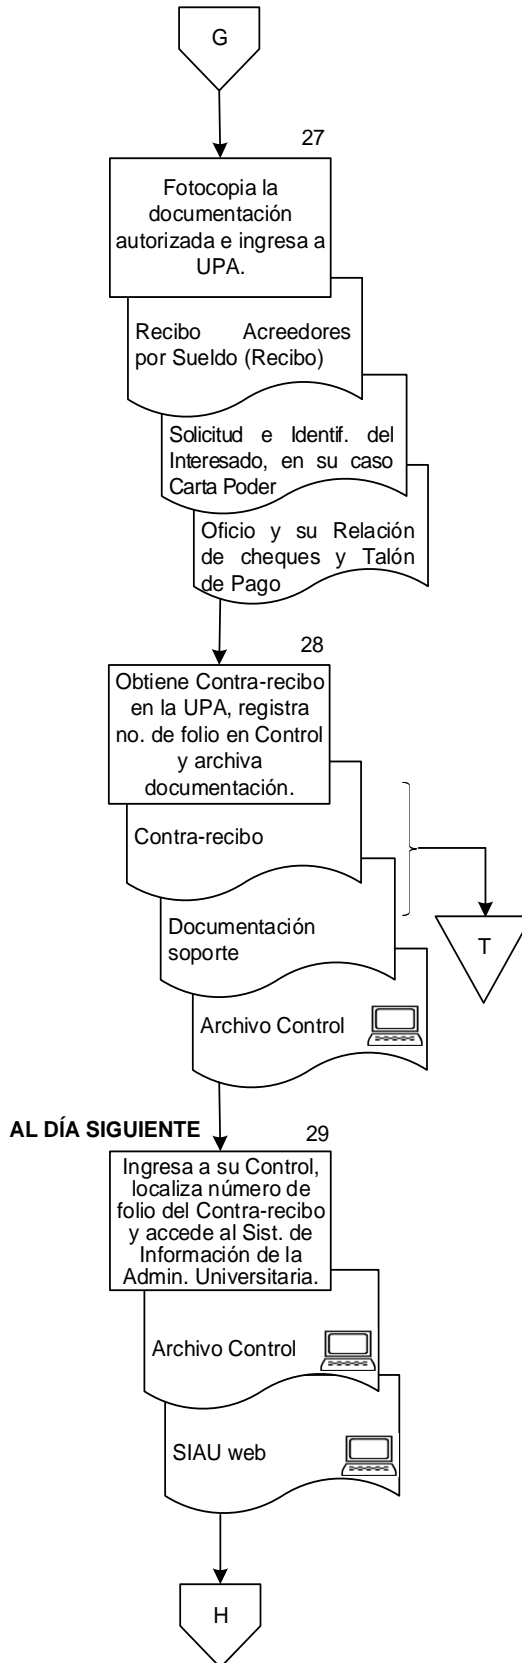 G
27
Fotocopia la
documentación
autorizada e ingresa a
UPA.
Recibo Acreedores
por Sueldo (Recibo)
Solicitud e Identif. del
Interesado, en su caso
Carta Poder
Oficio y su Relación
de cheques y Talón
de Pago
28
Obtiene Contra-recibo
en la UPA, registra
no. de folio en Control
y archiva
documentación.
Contra-recibo
Documentación
soporte
Archivo Control
T
AL DÍA SIGUIENTE
29
Ingresa a su Control,
localiza número de
folio del Contra-recibo
y accede al Sist. de
Información de la
Admin. Universitaria.
Archivo Control
SIAU web
H